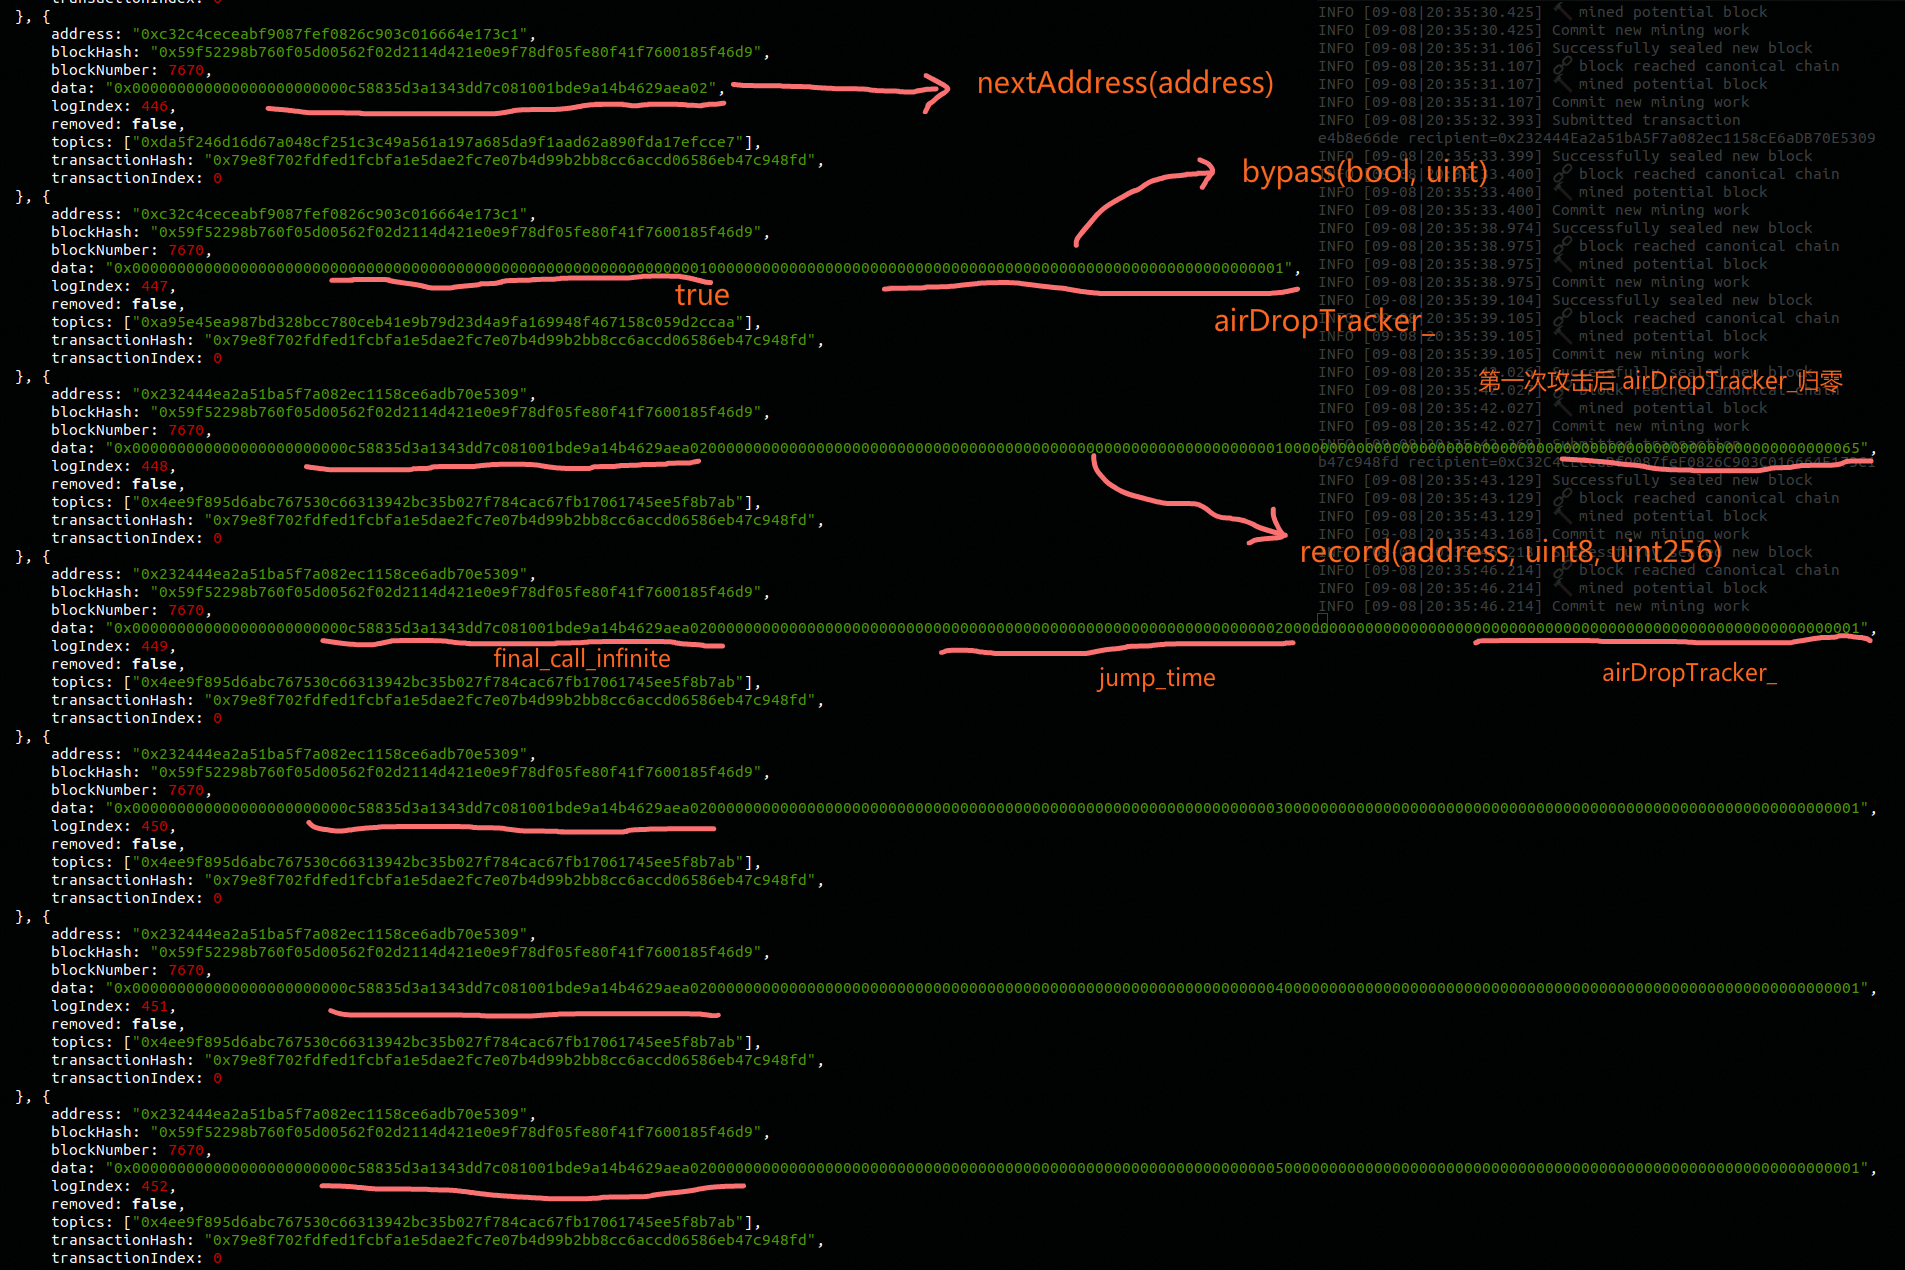 transactionIndex: 0
}, {
address: "0xc32c4ceceabf9087fef0826c903c016664e173c1",
blockHash: "0x59f52298b760f05d00562f02d2114d421e0e9f78df05fe80f41f7600185f46d9",
blockNumber: 7670,
data: "0x000000000000000000000000c58835d3a1343dd7c081001bde9a14b4629aea02",
nextAddress(address)
logIndex: 446,
removed: false,
topics: ["0xda5f246d16d67a048cf251c3c49a561a197a685da9f1aad62a890fda17efcce7"],
transactionHash: "0x79e8f702fdfed1fcbfa1e5dae2fc7e07b4d99b2bb8cc6accd06586eb47c948fd",
transactionIndex: 0
bypass(bool, uint)
}, {
address: "0xc32c4ceceabf9087fef0826c903c016664e173c1",
blockHash: "0x59f52298b760f05d00562f02d2114d421e0e9f78df05fe80f41f7600185f46d9",
blockNumber: 7670,
data: "0x00000000000000000000000000000000000000000000000000000000000000010000000000000000000000000000000000000000000000000000000000000001",
logIndex: 447,
true
removed: false,
topics: ["0xa95e45ea987bd328bcc780ceb41e9b79d23d4a9fa169948f467158c059d2ccaa"],
airDropTracker_
transactionHash: "0x79e8f702fdfed1fcbfa1e5dae2fc7e07b4d99b2bb8cc6accd06586eb47c948fd",
transactionIndex: 0
}, {
第一次攻击后 airDropTracker_归零
address: "0x232444ea2a51ba5f7a082ec1158ce6adb70e5309",
blockHash: "0x59f52298b760f05d00562f02d2114d421e0e9f78df05fe80f41f7600185f46d9",
blockNumber: 7670,
data: "0x000000000000000000000000c58835d3a1343dd7c081001bde9a14b4629aea0200000000000000000000000000000000000000000000000000000000000000010000000000000000000000000000000000000000000000000000000000000065",
logIndex: 448,
removed: false,
topics: ["0x4ee9f895d6abc767530c66313942bc35b027f784cac67fb17061745ee5f8b7ab"],
transactionHash: "0x79e8f702fdfed1fcbfa1e5dae2fc7e07b4d99b2bb8cc6accd06586eb47c948fd",
transactionIndex: 0
record(address, uint8, uint256)
}, {
address: "0x232444ea2a51ba5f7a082ec1158ce6adb70e5309",
blockHash: "0x59f52298b760f05d00562f02d2114d421e0e9f78df05fe80f41f7600185f46d9",
blockNumber: 7670,
data: "0x000000000000000000000000c58835d3a1343dd7c081001bde9a14b4629aea0200000000000000000000000000000000000000000000000000000000000000020000000000000000000000000000000000000000000000000000000000000001",
logIndex: 449,
final_call_infinite
jump_time
airDropTracker_
removed: false,
topics: ["0x4ee9f895d6abc767530c66313942bc35b027f784cac67fb17061745ee5f8b7ab"],
transactionHash: "0x79e8f702fdfed1fcbfa1e5dae2fc7e07b4d99b2bb8cc6accd06586eb47c948fd",
transactionIndex: 0
}, {
address: "0x232444ea2a51ba5f7a082ec1158ce6adb70e5309",
blockHash: "0x59f52298b760f05d00562f02d2114d421e0e9f78df05fe80f41f7600185f46d9",
blockNumber: 7670,
data: "0x000000000000000000000000c58835d3a1343dd7c081001bde9a14b4629aea0200000000000000000000000000000000000000000000000000000000000000030000000000000000000000000000000000000000000000000000000000000001",
logIndex: 450,
removed: false,
topics: ["0x4ee9f895d6abc767530c66313942bc35b027f784cac67fb17061745ee5f8b7ab"],
transactionHash: "0x79e8f702fdfed1fcbfa1e5dae2fc7e07b4d99b2bb8cc6accd06586eb47c948fd",
transactionIndex: 0
}, {
address: "0x232444ea2a51ba5f7a082ec1158ce6adb70e5309",
blockHash: "0x59f52298b760f05d00562f02d2114d421e0e9f78df05fe80f41f7600185f46d9",
blockNumber: 7670,
data: "0x000000000000000000000000c58835d3a1343dd7c081001bde9a14b4629aea0200000000000000000000000000000000000000000000000000000000000000040000000000000000000000000000000000000000000000000000000000000001",
logIndex: 451,
removed: false,
topics: ["0x4ee9f895d6abc767530c66313942bc35b027f784cac67fb17061745ee5f8b7ab"],
transactionHash: "0x79e8f702fdfed1fcbfa1e5dae2fc7e07b4d99b2bb8cc6accd06586eb47c948fd",
transactionIndex: 0
}, {
address: "0x232444ea2a51ba5f7a082ec1158ce6adb70e5309",
blockHash: "0x59f52298b760f05d00562f02d2114d421e0e9f78df05fe80f41f7600185f46d9",
blockNumber: 7670,
data: "0x000000000000000000000000c58835d3a1343dd7c081001bde9a14b4629aea0200000000000000000000000000000000000000000000000000000000000000050000000000000000000000000000000000000000000000000000000000000001",
logIndex: 452,
removed: false,
topics: ["0x4ee9f895d6abc767530c66313942bc35b027f784cac67fb17061745ee5f8b7ab"],
transactionHash: "0x79e8f702fdfed1fcbfa1e5dae2fc7e07b4d99b2bb8cc6accd06586eb47c948fd",
transactionIndex: 0
INFO [09-08|20:35:30.425] mined potential block
INFO [09-08|20:35:30.425] Commit new mining work
INFO [09-08|20:35:31.106] Successfully sealed new block
INFO [09-08|20:35:31.107] block reached canonical chain
INFO [09-08|20:35:31.107] mined potential block
INFO [09-08|20:35:31.107] Commit new mining work
INFO [09-08|20:35:32.393] Submitted transaction
e4b8e66de recipient=0x232444Ea2a51bA5F7a082ec1158cE6aDB70E5309
INFO [09-08|20:35:33.399] Successfully sealed new block
INFO [09-08|20:35:33.400] block reached canonical chain
INFO [09-08|20:35:33.400] mined potential block
INFO [09-08|20:35:33.400] Commit new mining work
INFO [09-08|20:35:38.974] Successfully sealed new block
INFO [09-08|20:35:38.975] block reached canonical chain
INFO [09-08|20:35:38.975] mined potential block
INFO [09-08|20:35:38.975] Commit new mining work
INFO [09-08|20:35:39.104] Successfully sealed new block
INFO [09-08|20:35:39.105] block reached canonical chain
INFO [09-08|20:35:39.105] mined potential block
INFO [09-08|20:35:39.105] Commit new mining work
INFO [09-08|20:35:42.026] Successfully sealed new block
INFO [09-08|20:35:42.027] block reached canonical chain
INFO [09-08|20:35:42.027] mined potential block
INFO [09-08|20:35:42.027] Commit new mining work
Submitted transaction
b47c948fd
INFO [09-08|20:35:43.129] Successfully sealed new block
INFO [09-08|20:35:43.129] block reached canonical chain
INFO [09-08|20:35:43.129] mined potential block
INFO [09-08|20:35:43.168] Commit new mining work
new block
INFO [09-08|20:35:46.214] block reached canonical chain
INFO [09-08|20:35:46.214] mined potential block
INFO [09-08|20:35:46.214] Commit new mining work